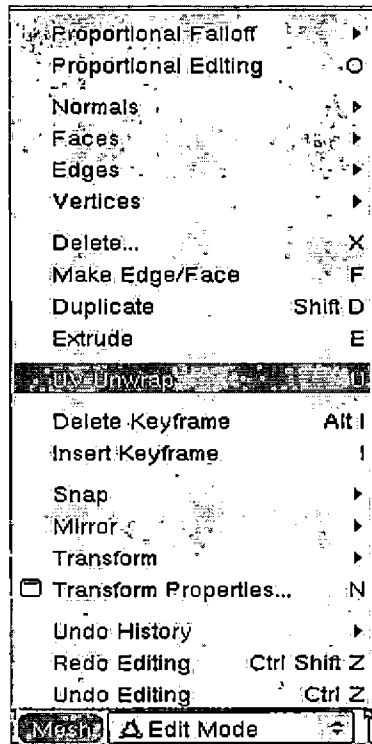 Proportional Falloff
Proportional Editing O
Normals
Faces
Edges
Vertices
Delete... X
Make Edge/Face F
Duplicate Shift D
Extrude E
UV Unwrap U
Delete Keyframe Alt I
Insert Keyframe I
Snap
Mirror
Transform
Transform Properties... N
Undo History
Redo Editing Ctrl Shift Z
Undo Editing Ctrl Z
Mesh Edit Mode